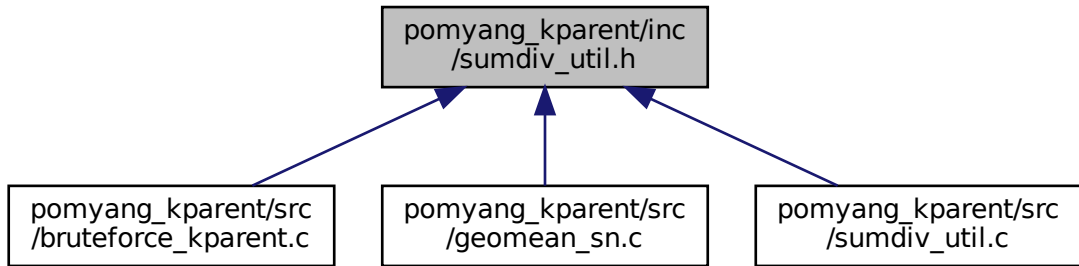 pomyang_kparent/inc
/sumdiv_util.h
pomyang_kparent/src
/bruteforce_kparent.c
pomyang_kparent/src
/geomean_sn.c
pomyang_kparent/src
/sumdiv_util.c